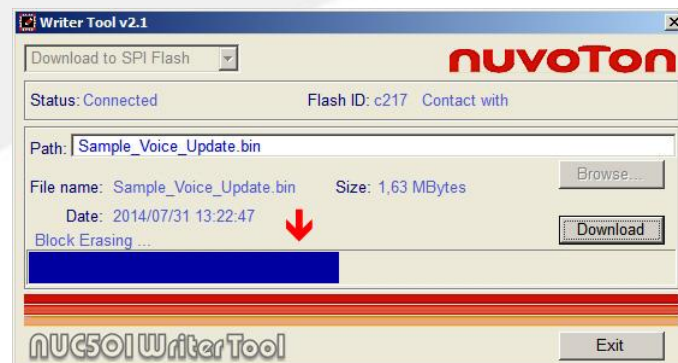 Writer Tool v2.1
Download to SPI Flash
nuvoTon
Status: Connected Flash ID: c217 Contact with
Path: Sample_Voice_Update.bin
Browse...
File name: Sample_Voice_Update.bin Size: 1,63 MBytes
Date: 2014/07/31 13:22:47
Download
Block Erasing ...
NUC501 Writer Tool
Exit